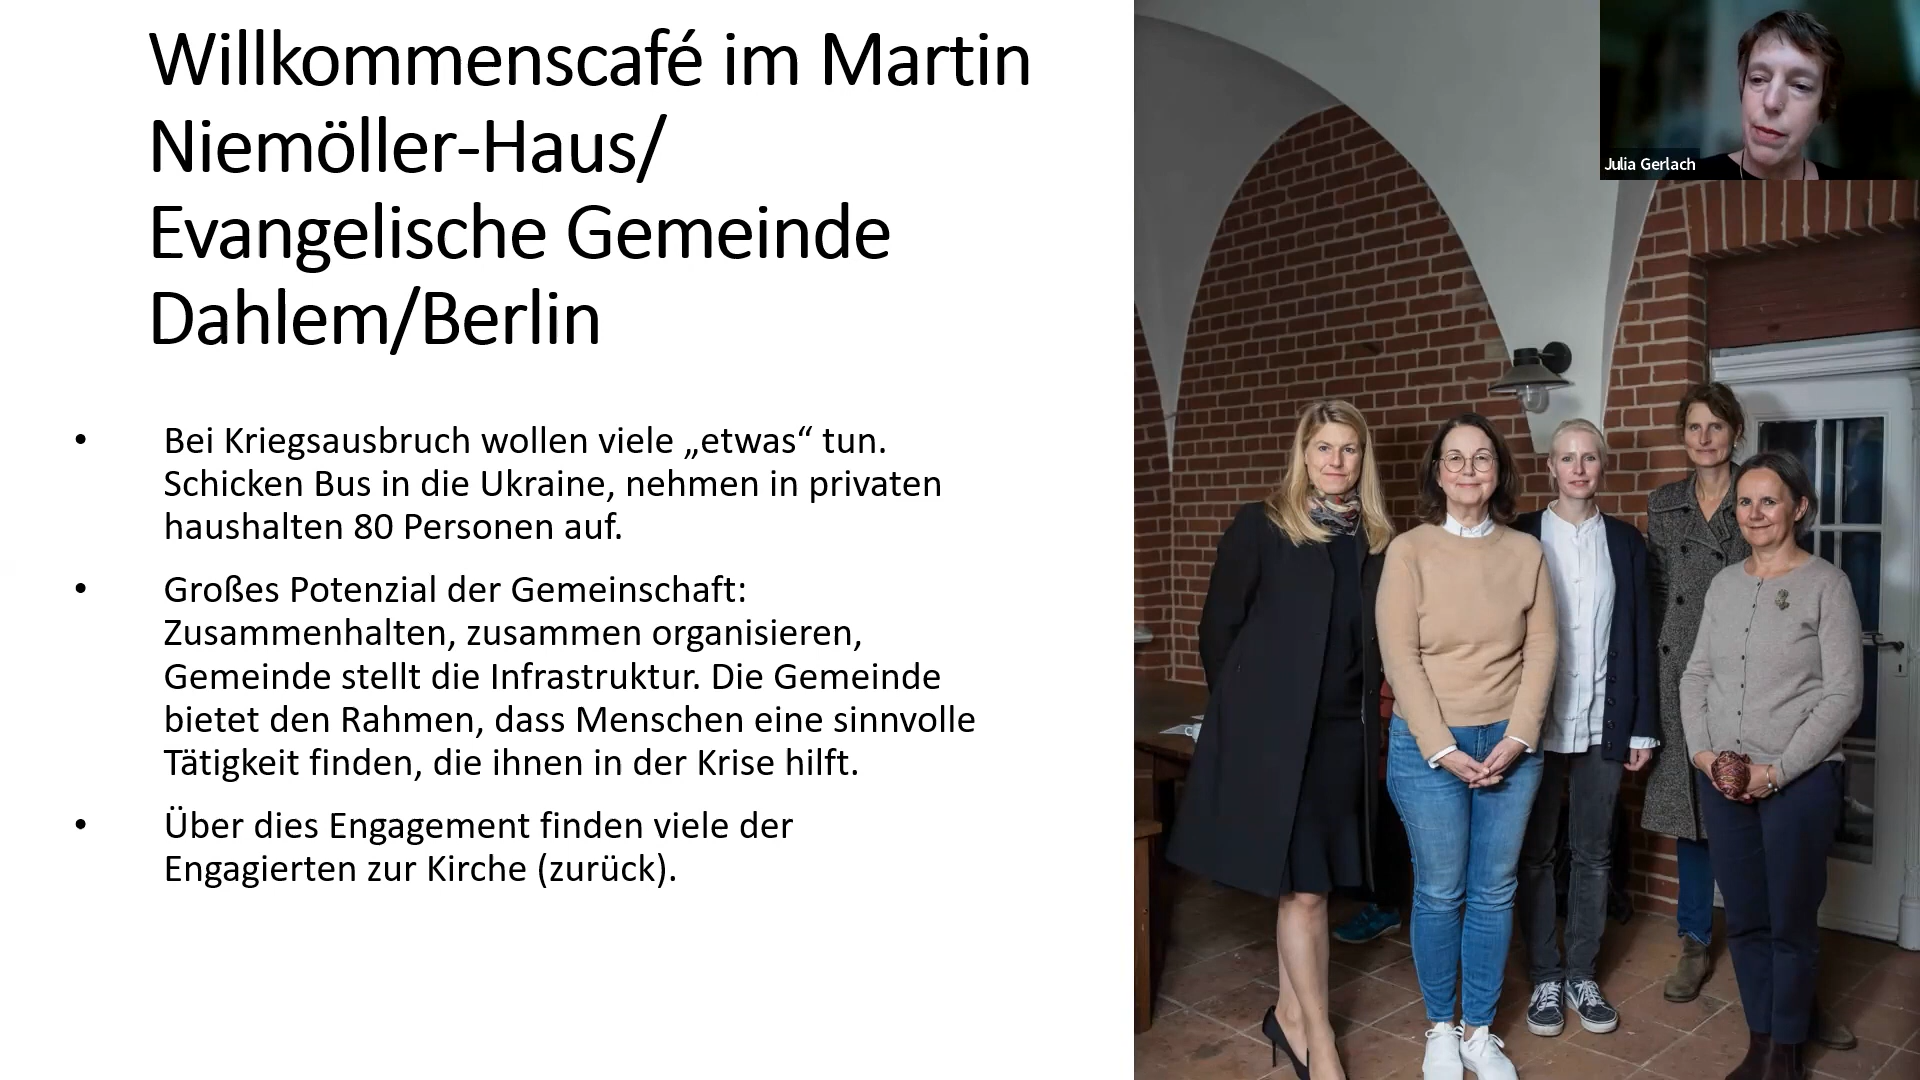 Willkommenscafé im Martin
Niemöller-Haus/
Evangelische Gemeinde
Dahlem/Berlin
• Bei Kriegsausbruch wollen viele „etwas“ tun.
Schicken Bus in die Ukraine, nehmen in privaten
haushalten 80 Personen auf.
• Großes Potenzial der Gemeinschaft:
Zusammenhalten, zusammen organisieren,
Gemeinde stellt die Infrastruktur. Die Gemeinde
bietet den Rahmen, dass Menschen eine sinnvolle
Tätigkeit finden, die ihnen in der Krise hilft.
• Über dies Engagement finden viele der
Engagierten zur Kirche (zurück).
Julia Gerlach